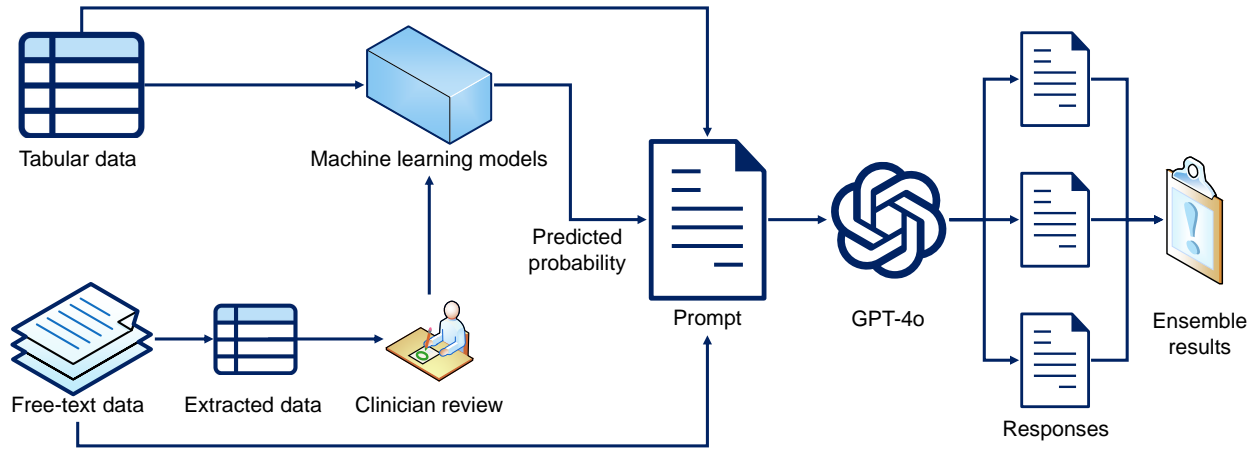 Tabular data
Machine learning models
Predicted
probability
Prompt
GPT-4o
Ensemble
results
Free-text data
Extracted data
Clinician review
Responses